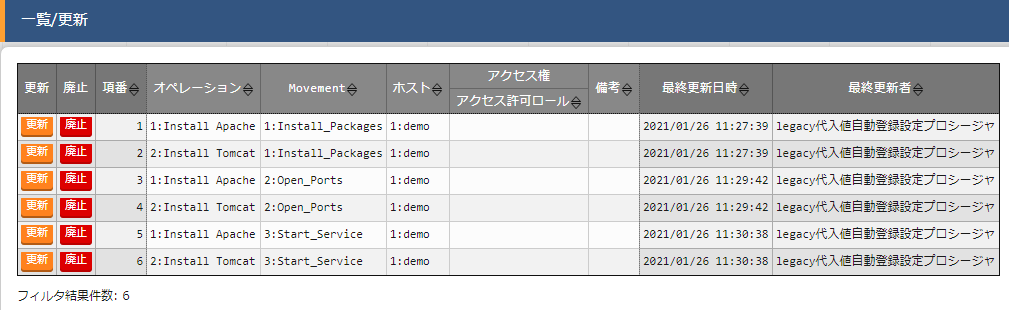 一覧/更新
更新 廃止 項番 オペレーション Movement ホスト アクセス権 アクセス許可ロール 備考 最終更新日時 最終更新者
更新 廃止 1 1:Install Apache 1:Install_Packages 1:demo 2021/01/26 11:27:39 legacy代入値自動登録設定プロシージャ
更新 廃止 2 2:Install Tomcat 1:Install_Packages 1:demo 2021/01/26 11:27:39 legacy代入値自動登録設定プロシージャ
更新 廃止 3 1:Install Apache 2:Open_Ports 1:demo 2021/01/26 11:29:42 legacy代入値自動登録設定プロシージャ
更新 廃止 4 2:Install Tomcat 2:Open_Ports 1:demo 2021/01/26 11:29:42 legacy代入値自動登録設定プロシージャ
更新 廃止 5 1:Install Apache 3:Start_Service 1:demo 2021/01/26 11:30:38 legacy代入値自動登録設定プロシージャ
更新 廃止 6 2:Install Tomcat 3:Start_Service 1:demo 2021/01/26 11:30:38 legacy代入値自動登録設定プロシージャ
フィルタ結果件数: 6